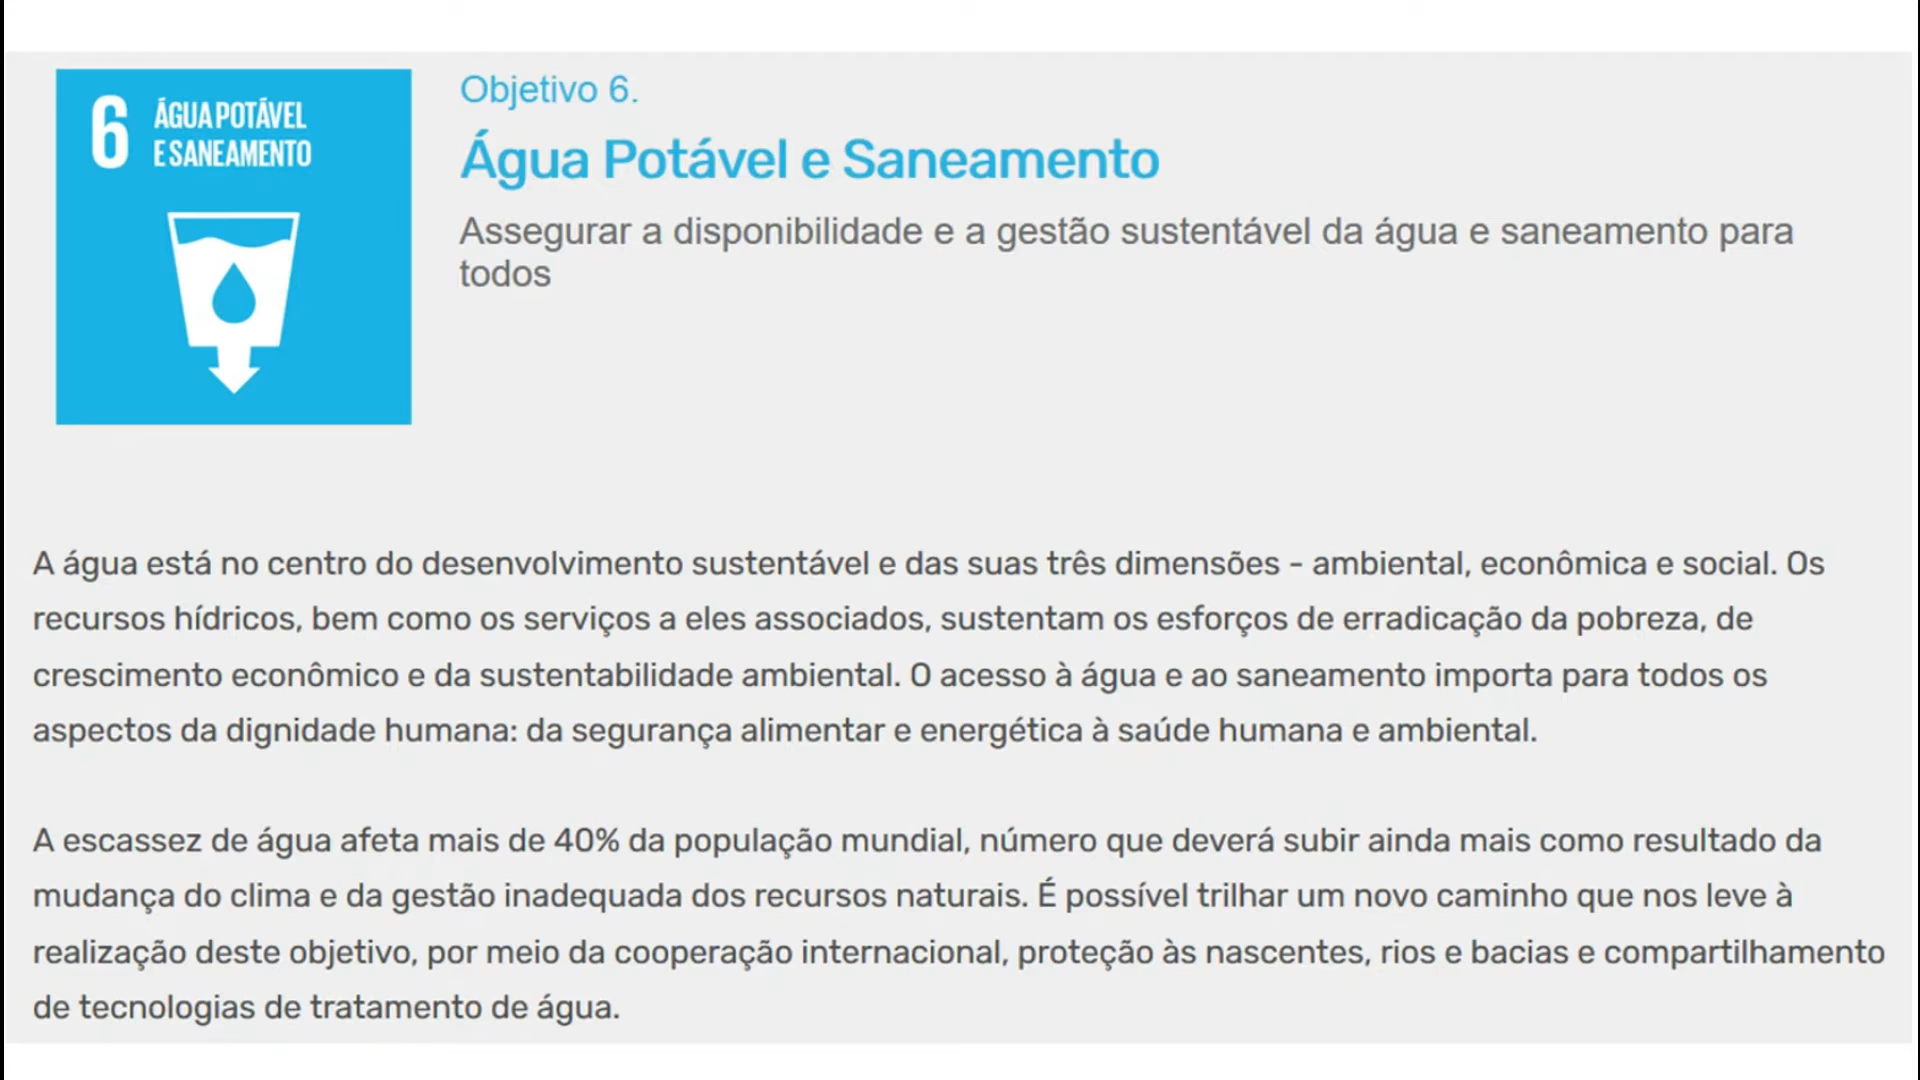 6 ÁGUA POTÁVEL
E SANEAMENTO
Objetivo 6.
Água Potável e Saneamento
Assegurar a disponibilidade e a gestão sustentável da água e saneamento para
todos
A água está no centro do desenvolvimento sustentável e das suas três dimensões - ambiental, econômica e social. Os
recursos hídricos, bem como os serviços a eles associados, sustentam os esforços de erradicação da pobreza, de
crescimento econômico e da sustentabilidade ambiental. O acesso à água e ao saneamento importa para todos os
aspectos da dignidade humana: da segurança alimentar e energética à saúde humana e ambiental.
A escassez de água afeta mais de 40% da população mundial, número que deverá subir ainda mais como resultado da
mudança do clima e da gestão inadequada dos recursos naturais. É possível trilhar um novo caminho que nos leve à
realização deste objetivo, por meio da cooperação internacional, proteção às nascentes, rios e bacias e compartilhamento
de tecnologias de tratamento de água.